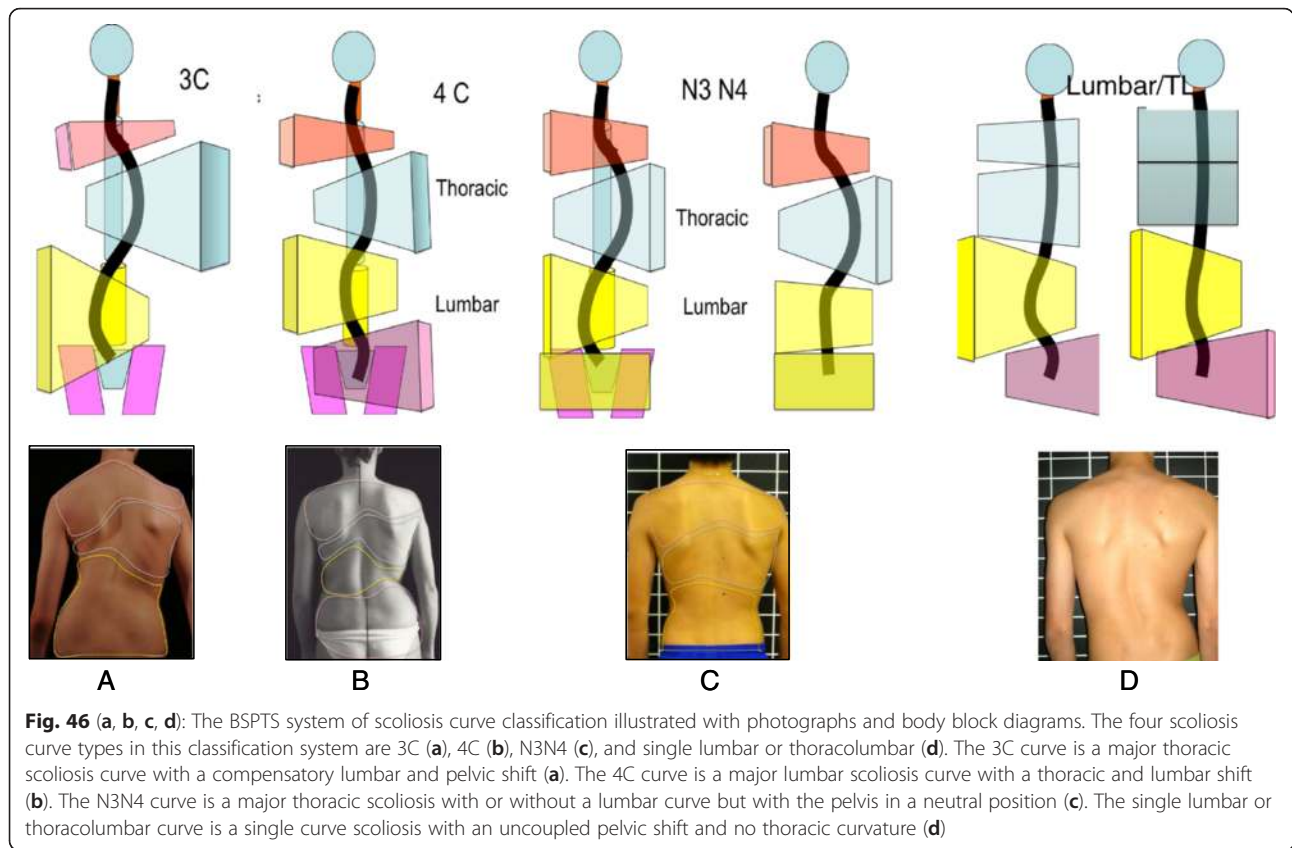 3C
:
4 C
N3 N4
Lumbar/TL
Thoracic
Thoracic
Lumbar
Lumbar
A
B
C
D
Fig. 46 (a, b, c, d): The BSPTS system of scoliosis curve classification illustrated with photographs and body block diagrams. The four scoliosis
curve types in this classification system are 3C (a), 4C (b), N3N4 (c), and single lumbar or thoracolumbar (d). The 3C curve is a major thoracic
scoliosis curve with a compensatory lumbar and pelvic shift (a). The 4C curve is a major lumbar scoliosis curve with a thoracic and lumbar shift
(b). The N3N4 curve is a major thoracic scoliosis with or without a lumbar curve but with the pelvis in a neutral position (c). The single lumbar or
thoracolumbar curve is a single curve scoliosis with an uncoupled pelvic shift and no thoracic curvature (d)